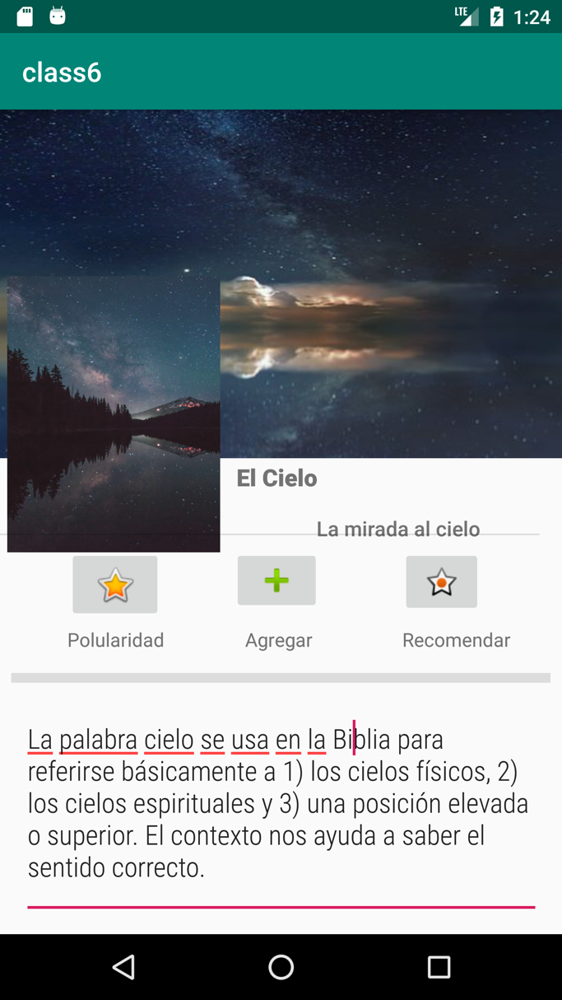 LTE 1:24
class6
El Cielo
La mirada al cielo
Polularidad Agregar Recomendar
La palabra cielo se usa en la Biblia para
referirse básicamente a 1) los cielos físicos, 2)
los cielos espirituales y 3) una posición elevada
o superior. El contexto nos ayuda a saber el
sentido correcto.